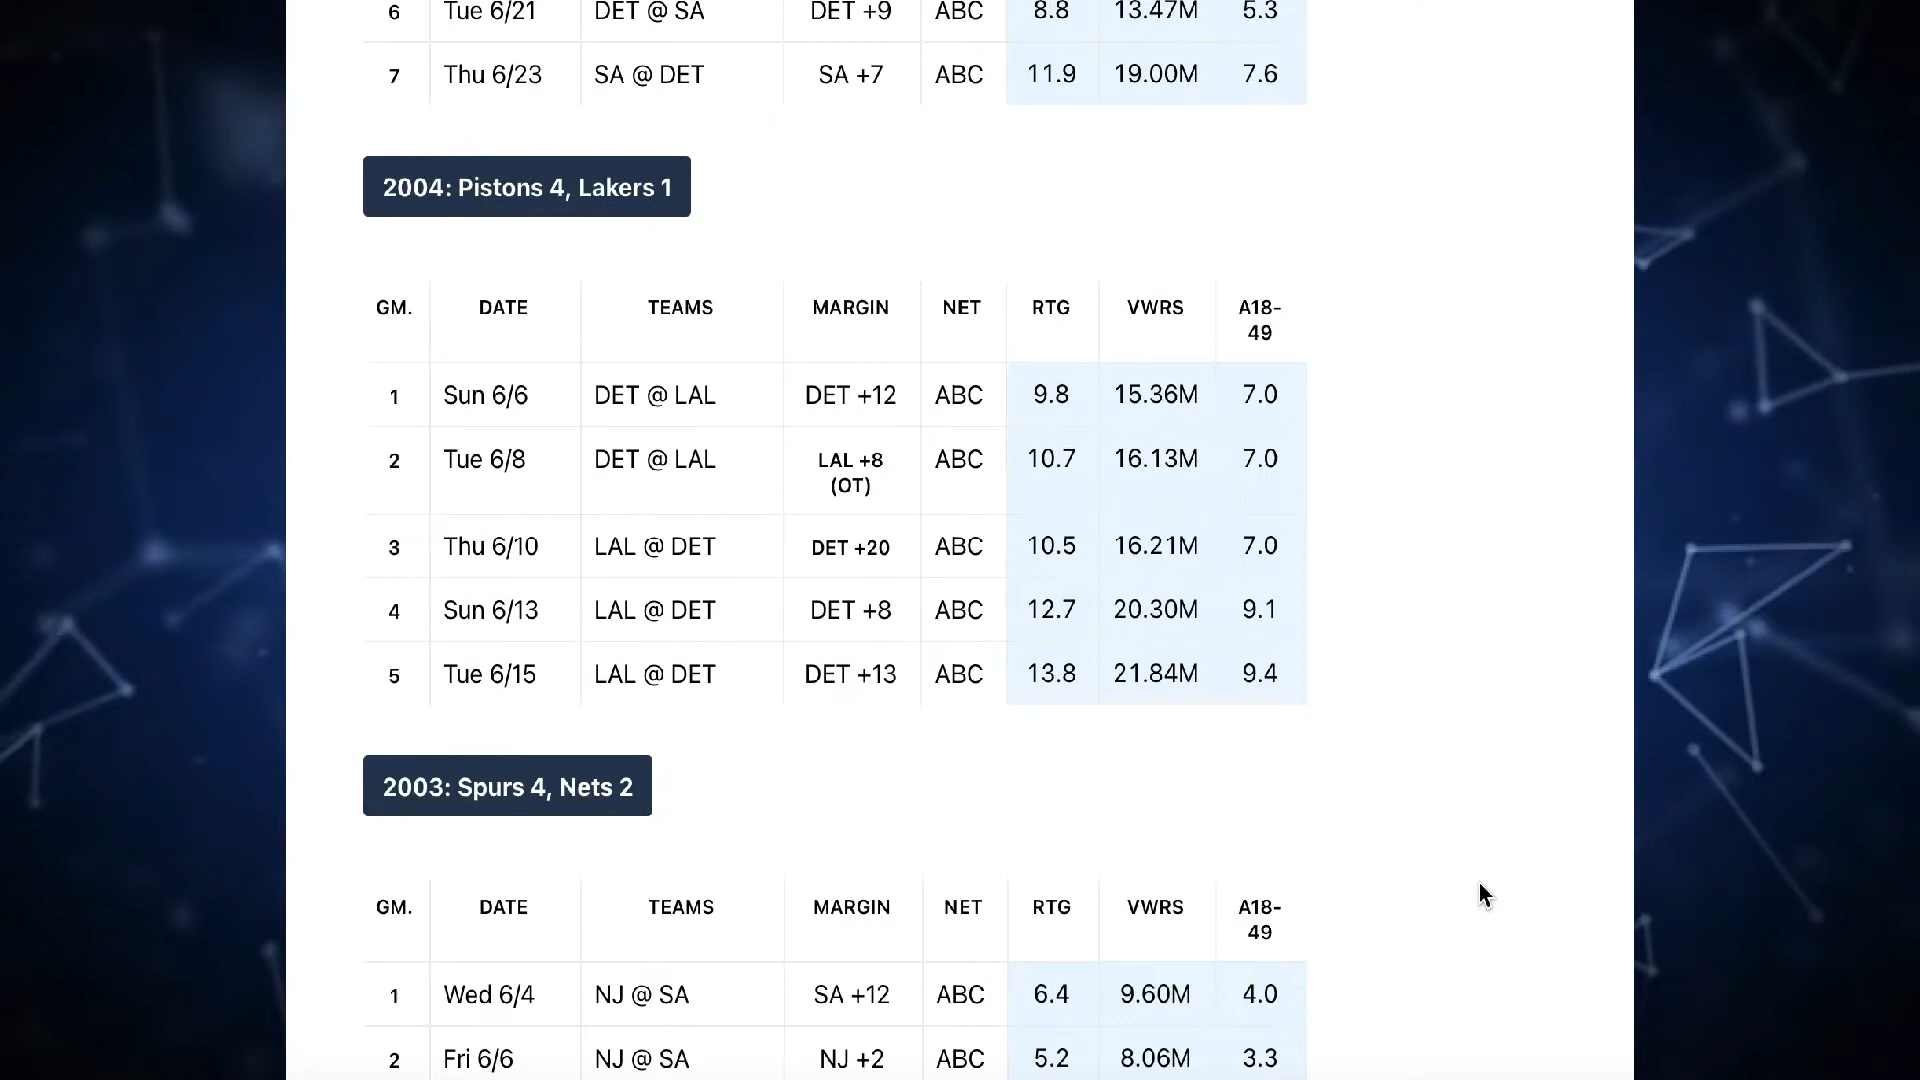 6 Tue 6/21 DET @ SA DET +9 ABC 8.8 13.47M 5.3
7 Thu 6/23 SA @ DET SA +7 ABC 11.9 19.00M 7.6
2004: Pistons 4, Lakers 1
GM. DATE TEAMS MARGIN NET RTG VWRS A18-
49
1 Sun 6/6 DET @ LAL DET +12 ABC 9.8 15.36M 7.0
2 Tue 6/8 DET @ LAL LAL +8 ABC 10.7 16.13M 7.0
(OT)
3 Thu 6/10 LAL @ DET DET +20 ABC 10.5 16.21M 7.0
4 Sun 6/13 LAL @ DET DET +8 ABC 12.7 20.30M 9.1
5 Tue 6/15 LAL @ DET DET +13 ABC 13.8 21.84M 9.4
2003: Spurs 4, Nets 2
GM. DATE TEAMS MARGIN NET RTG VWRS A18-
49
1 Wed 6/4 NJ @ SA SA +12 ABC 6.4 9.60M 4.0
2 Fri 6/6 NJ @ SA NJ +2 ABC 5.2 8.06M 3.3